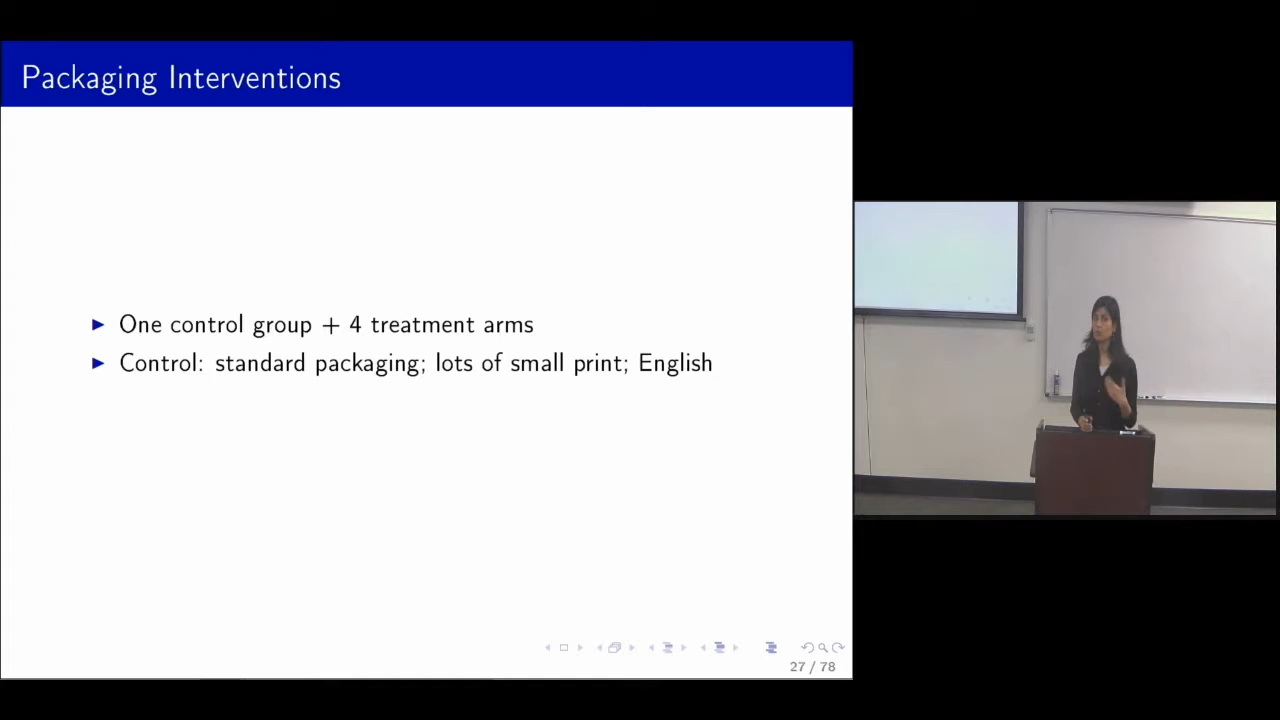 Packaging Interventions
One control group + 4 treatment arms
Control: standard packaging; lots of small print; English
27 / 78